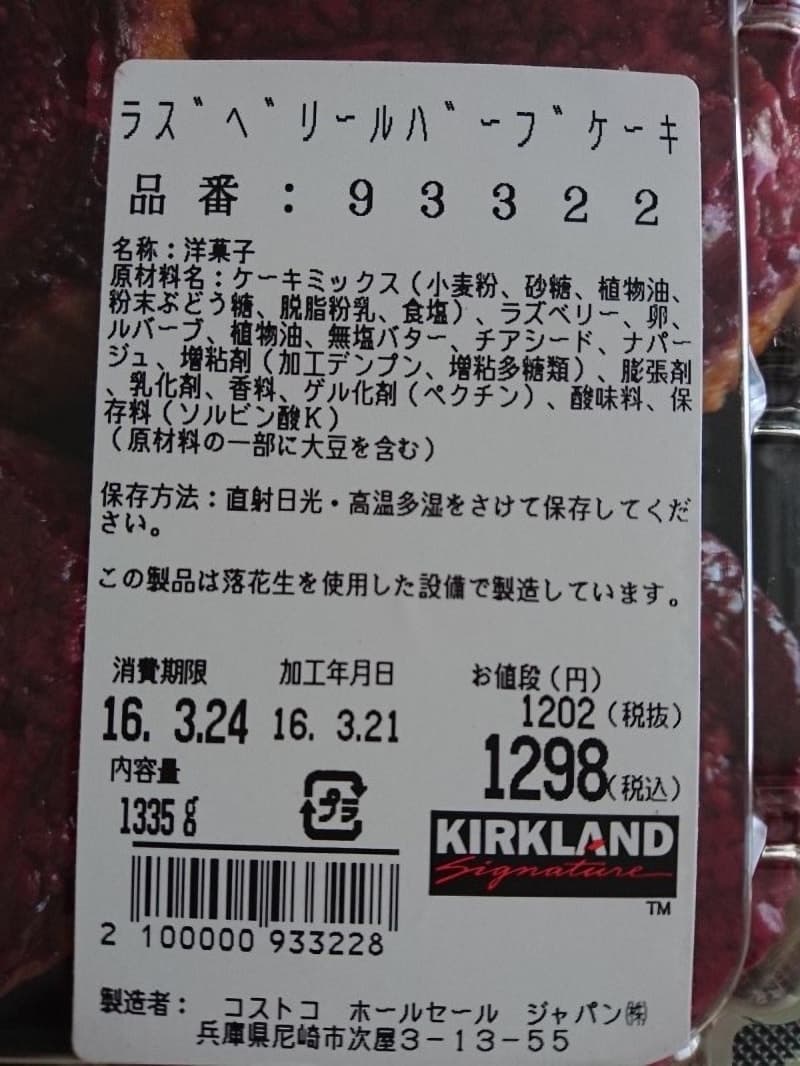 ラズベリールバーブケーキ
品番：93322
名称：洋菓子
原材料名：ケーキミックス（小麦粉、砂糖、植物油、
粉末ぶどう糖、脱脂粉乳、食塩）、ラズベリー、卵、
ルバーブ、植物油、無塩バター、チアシード、ナパー
ジュ、増粘剤（加工デンプン、増粘多糖類）、膨張剤
、乳化剤、香料、ゲル化剤（ペクチン）、酸味料、保
存料（ソルビン酸K）
（原材料の一部に大豆を含む）
保存方法：直射日光・高温多湿をさけて保存してくだ
さい。
この製品は落花生を使用した設備で製造しています。
消費期限 加工年月日 お値段（円）
16. 3.24 16. 3.21 1202（税抜）
1298（税込）
内容量
1335g プラ
KIRKLAND
Signature
TM
2 100000 933228
製造者： コストコ ホールセール ジャパン㈱
兵庫県尼崎市次屋3-13-55